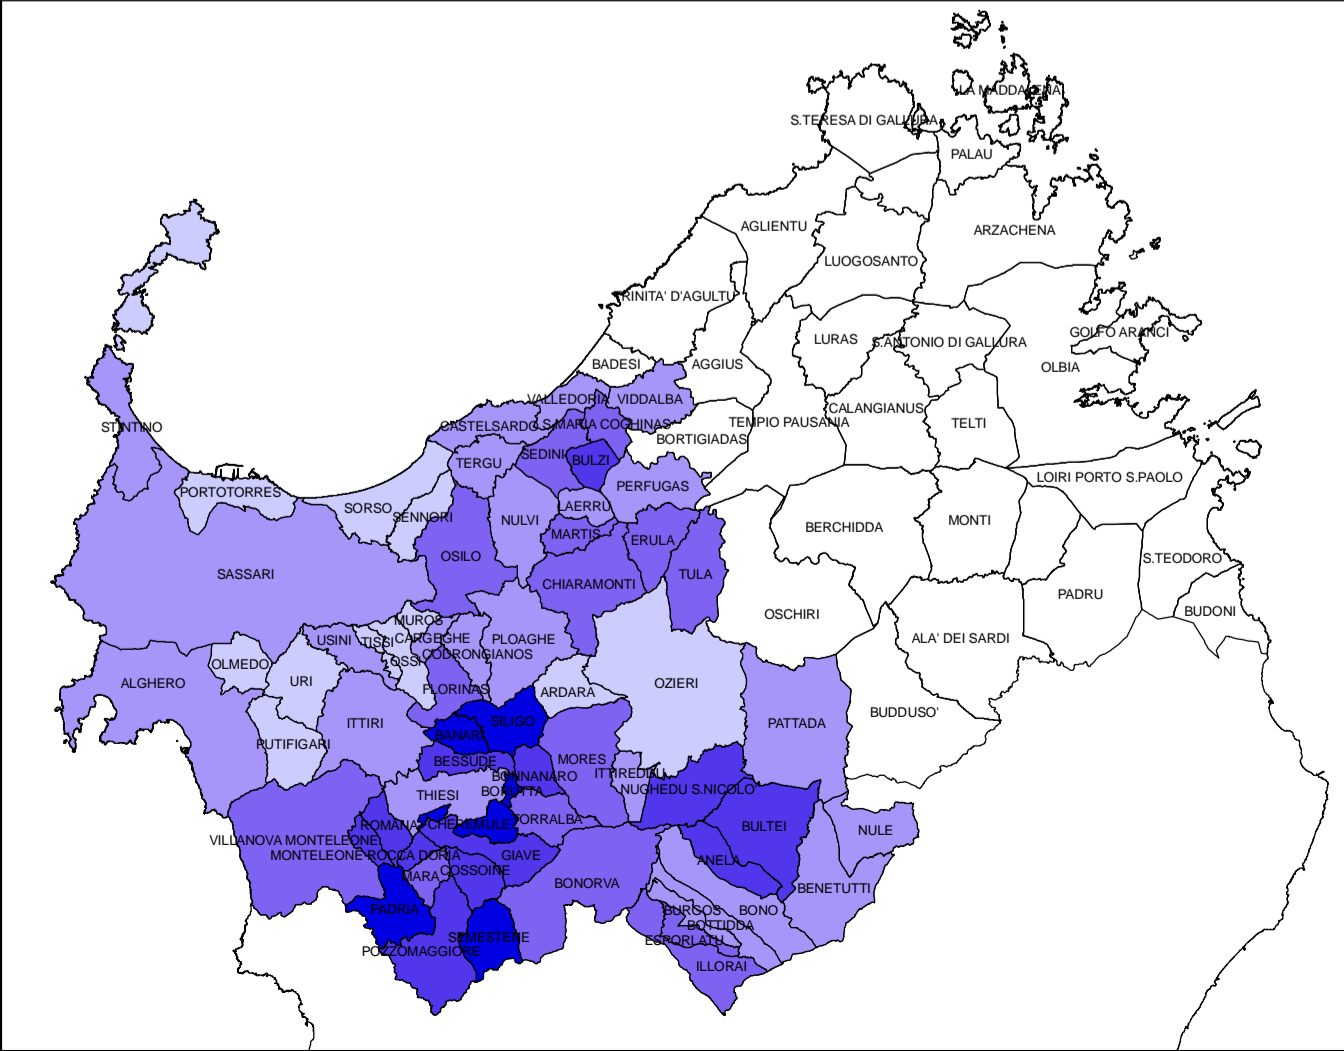 LA MADDALENA
S.TERESA DI GALLURA
PALAU
AGLIENTU
ARZACHENA
LUOGOSANTO
TRINITA' D'AGULTU
GOLFO ARANCI
LURAS
S.ANTONIO DI GALLURA
BADESI
AGGIUS
OLBIA
VALLEDORIA
VIDDALBA
CALANGIANUS
TEMPIO PAUSANIA
TELTI
STINTINO
CASTELSARDO
S.MARIA COGHINAS
BORTIGIADAS
SEDINI
BULZI
TERGU
LOIRI PORTO S.PAOLO
PERFUGAS
PORTOTORRES
SORSO
SENNORI
LAERRU
NULVI
MONTI
BERCHIDDA
MARTIS
ERULA
OSILO
S.TEODORO
SASSARI
TULA
CHIARAMONTI
PADRU
BUDONI
OSCHIRI
MUROS
USINI
TISSI
CARGEGHE
PLOAGHE
ALA' DEI SARDI
CODRONGIANOS
OLMEDO
OSSI
ALGHERO
URI
OZIERI
FLORINAS
ARDARA
BUDDUSO'
ITTIRI
SILIGO
PATTADA
BANARI
PUTIFIGARI
BESSUDE
MORES
BONNANARO
ITTIREDDU
NUGHEDU S.NICOLO'
THIESI
BORUTTA
TORRALBA
ROMANA
CHEREMULE
BULTEI
NULE
VILLANOVA MONTELEONE
MONTELEONE ROCCA DORIA
GIAVE
ANELA
COSSOINE
MARA
BONORVA
BENETUTTI
PADRIA
BURGOS
BONO
BOTTIDDA
SEMESTENE
ESPORLATU
POZZOMAGGIORE
ILLORAI